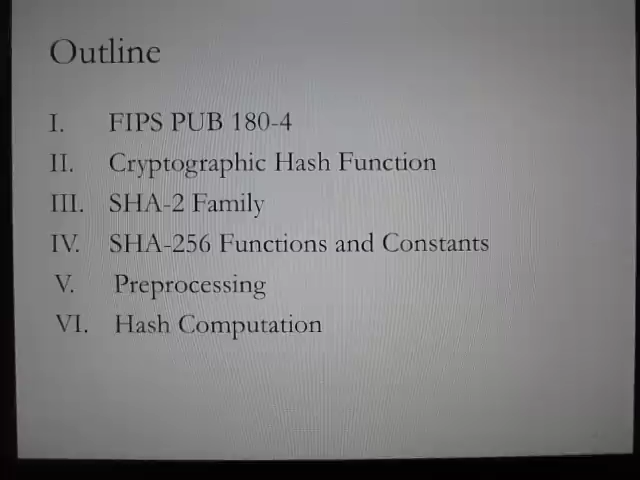 Outline
I. FIPS PUB 180-4
II. Cryptographic Hash Function
III. SHA-2 Family
IV. SHA-256 Functions and Constants
V. Preprocessing
VI. Hash Computation